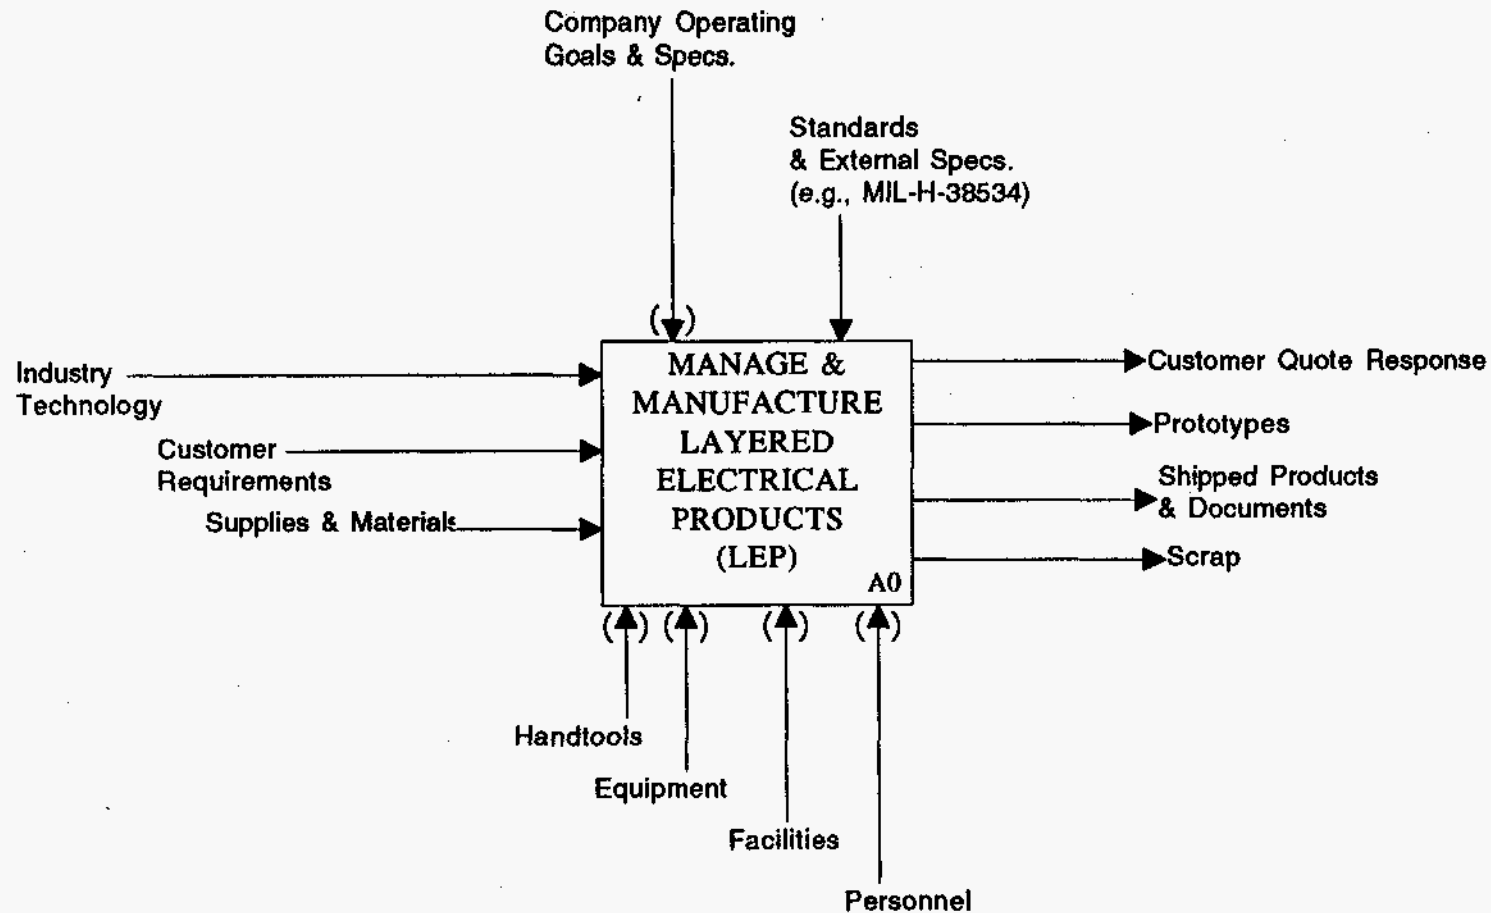 Company Operating
Goals & Specs.
Standards
& External Specs.
(e.g., MIL-H-38534)
( )
Industry
Technology
Customer
Requirements
Supplies & Materials
MANAGE &
MANUFACTURE
LAYERED
ELECTRICAL
PRODUCTS
(LEP)
A0
Customer Quote Response
Prototypes
Shipped Products
& Documents
Scrap
( ) ( ) ( ) ( )
Handtools
Equipment
Facilities
Personnel